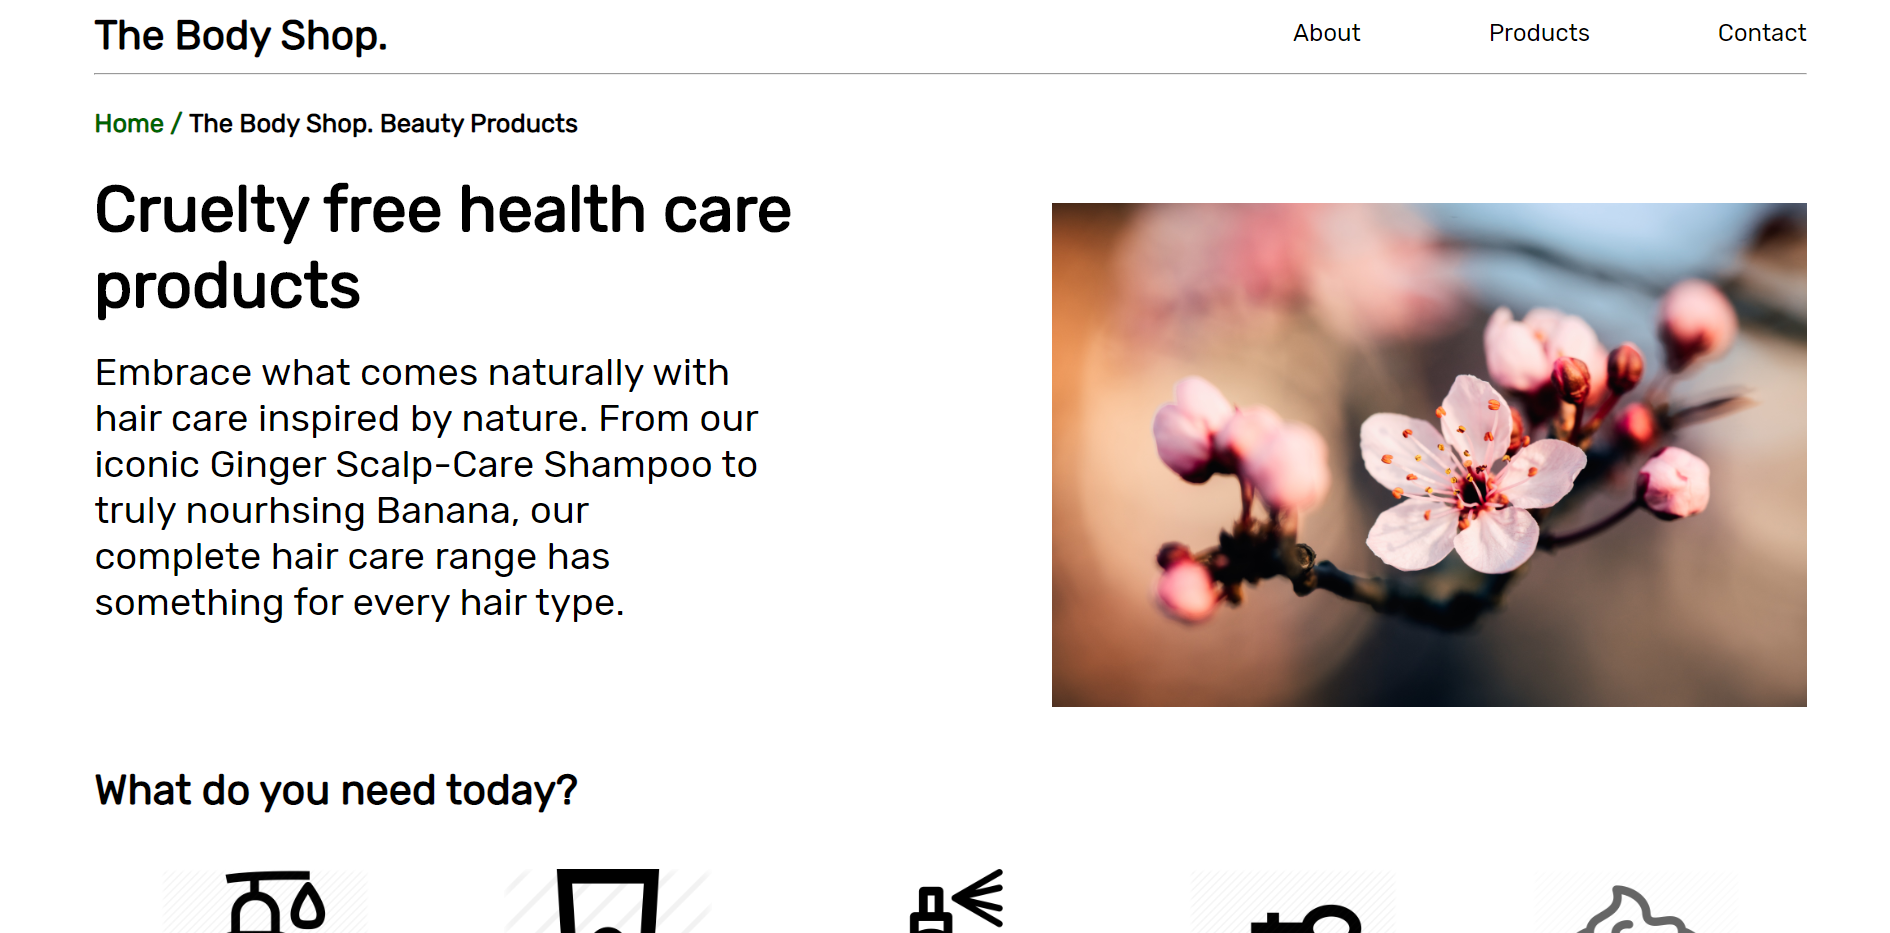 The Body Shop.
About Products Contact
Home / The Body Shop. Beauty Products
Cruelty free health care
products
Embrace what comes naturally with
hair care inspired by nature. From our
iconic Ginger Scalp-Care Shampoo to
truly nourhsing Banana, our
complete hair care range has
something for every hair type.
What do you need today?